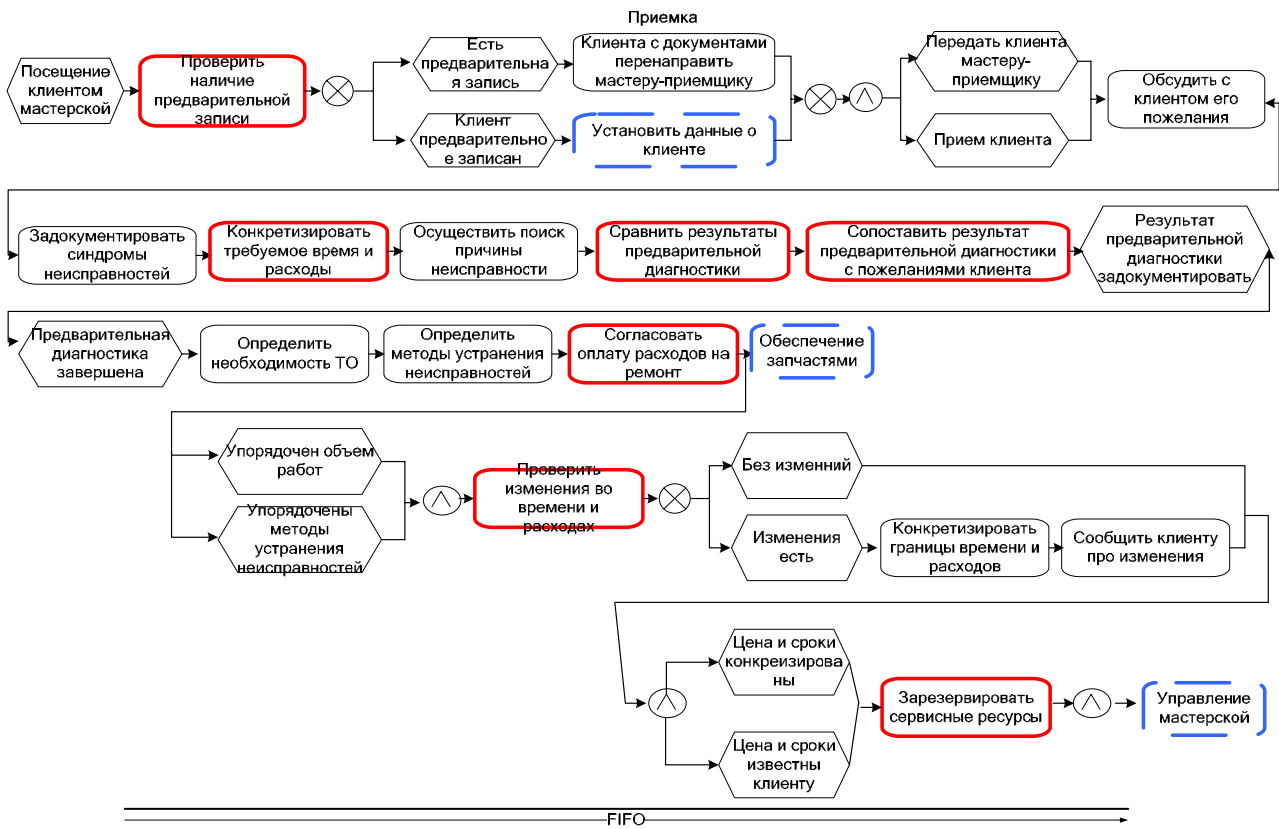 Приемка
Посещение
клиентом
мастерской
Проверить
наличие
предварительной
записи
Есть
предварительна
я запись
Клиента с документами
перенаправить
мастеру-приемщику
Клиент
предварительно
е записан
Установить данные о
клиенте
Передать клиента
мастеру-
приемщику
Прием клиента
Обсудить с
клиентом его
пожелания
Задокументировать
синдромы
неисправностей
Конкретизировать
требуемое время и
расходы
Осуществить поиск
причины
неисправности
Сравнить результаты
предварительной
диагностики
Сопоставить результат
предварительной диагностики
с пожеланиями клиента
Результат
предварительной
диагностики
задокументировать
Предварительная
диагностика
завершена
Определить
необходимость ТО
Определить
методы устранения
неисправностей
Согласовать
оплату расходов на
ремонт
Обеспечение
запчастями
Упорядочен объем
работ
Упорядочены
методы
устранения
неисправностей
Проверить
изменения во
времени и
расходах
Без изменний
Изменения
есть
Конкретизировать
границы времени и
расходов
Сообщить клиенту
про изменения
Цена и сроки
конкреизирова
ны
Цена и сроки
известны
клиенту
Зарезервировать
сервисные ресурсы
Управление
мастерской
FIFO